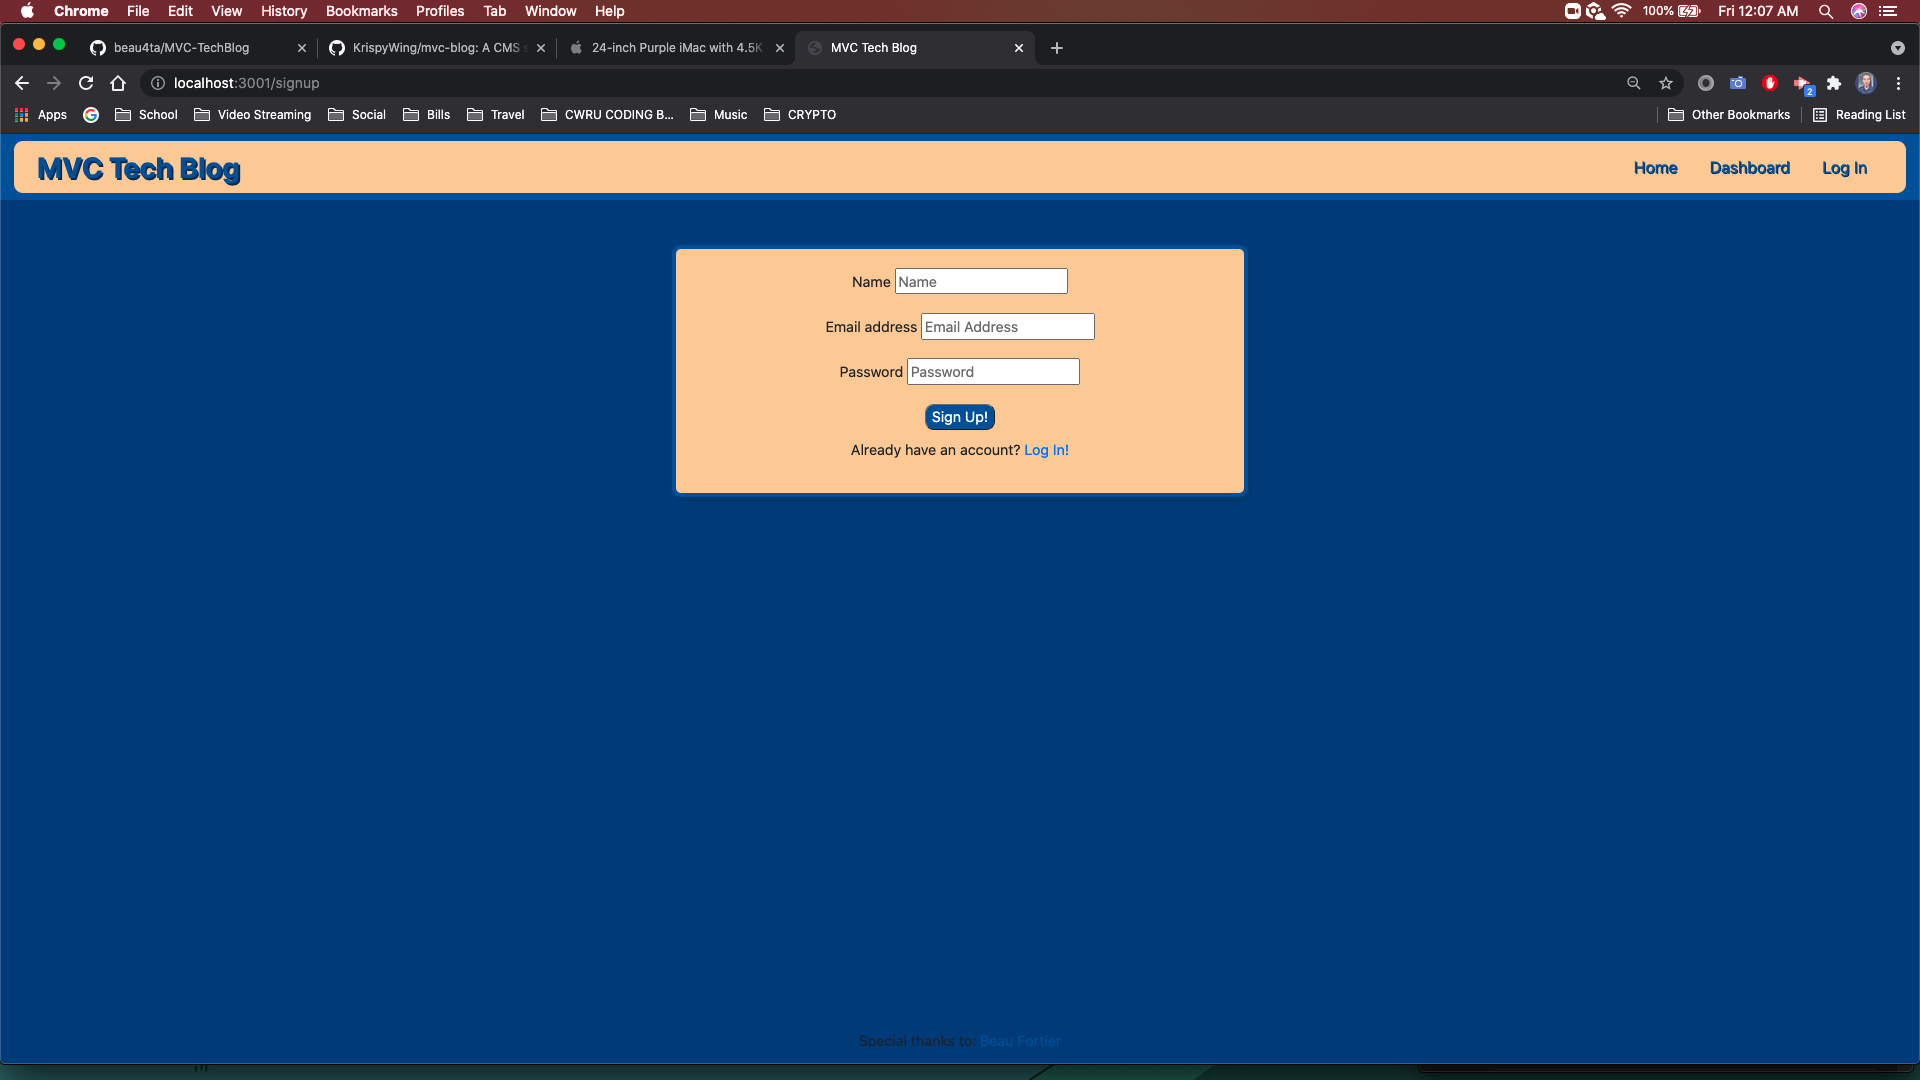 Chrome File Edit View History Bookmarks Profiles Tab Window Help 100% Fri 12:07 AM
beau4ta/MVC-TechBlog KrispyWing/mvc-blog: A CMS 24-inch Purple iMac with 4.5K MVC Tech Blog
localhost:3001/signup 2
Apps School Video Streaming Social Bills Travel CWRU CODING B... Music CRYPTO Other Bookmarks Reading List
MVC Tech Blog Home Dashboard Log In
Name Name
Email address Email Address
Password Password
Sign Up!
Already have an account? Log In!
Special thanks to: Beau Fortier